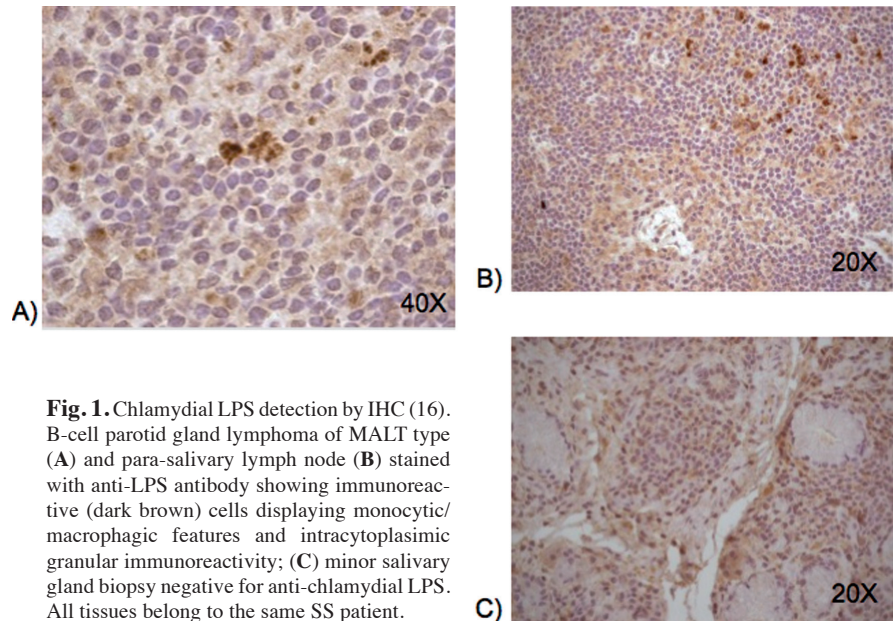 40X
A)
20X
B)
Fig. 1. Chlamydial LPS detection by IHC (16).
B-cell parotid gland lymphoma of MALT type
(A) and para-salivary lymph node (B) stained
with anti-LPS antibody showing immunoreac-
tive (dark brown) cells displaying monocytic/
macrophagic features and intracytoplasimic
granular immunoreactivity; (C) minor salivary
gland biopsy negative for anti-chlamydial LPS.
All tissues belong to the same SS patient.
20X
C)